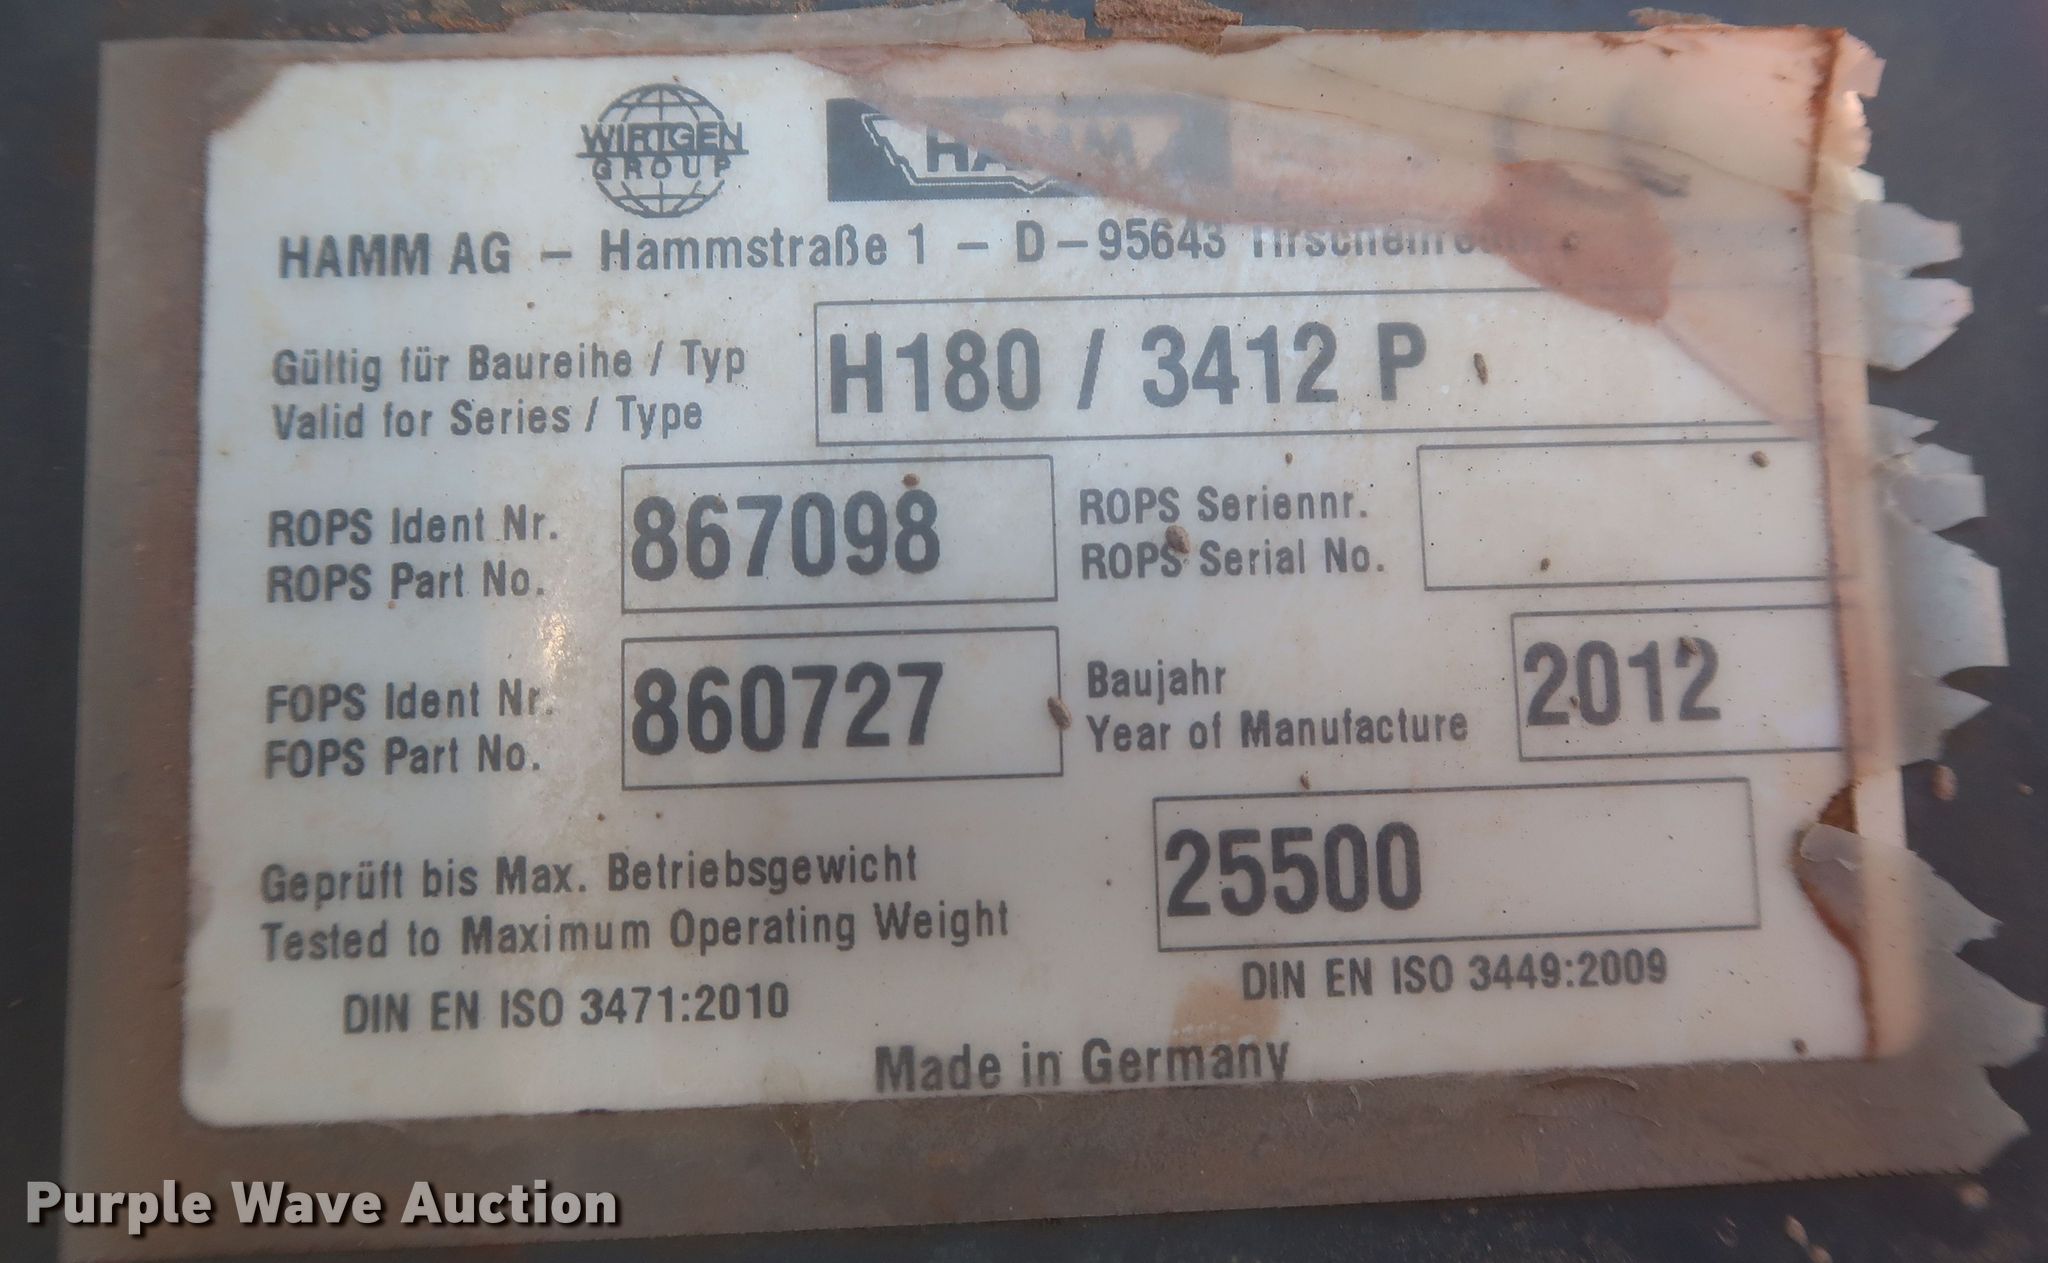 WIRTGEN
GROUP
HAMM
HAMM AG – Hammstraße 1 – D – 95643
Gültig für Baureihe / Typ
Valid for Series / Type
H180 / 3412 P
ROPS Ident Nr.
ROPS Part No.
867098
ROPS Seriennr.
ROPS Serial No.
FOPS Ident Nr.
FOPS Part No.
860727
Baujahr
Year of Manufacture
2012
Geprüft bis Max. Betriebsgewicht
Tested to Maximum Operating Weight
25500
DIN EN ISO 3471:2010
DIN EN ISO 3449:2009
Made in Germany
Purple Wave Auction